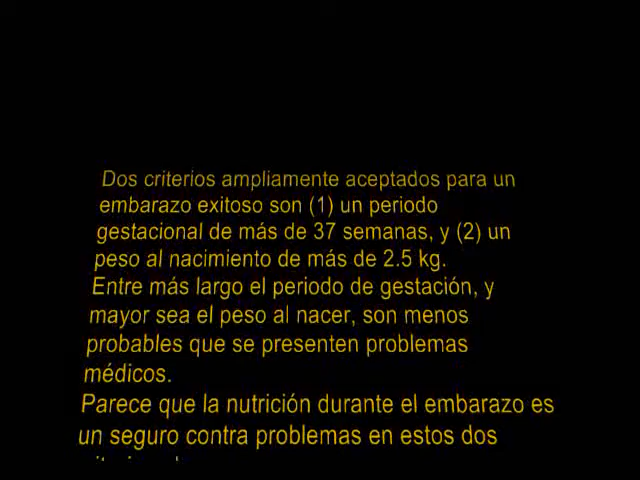 Dos criterios ampliamente aceptados para un
embarazo exitoso son (1) un periodo
gestacional de más de 37 semanas, y (2) un
peso al nacimiento de más de 2.5 kg.
Entre más largo el periodo de gestación, y
mayor sea el peso al nacer, son menos
probables que se presenten problemas
médicos.
Parece que la nutrición durante el embarazo es
un seguro contra problemas en estos dos